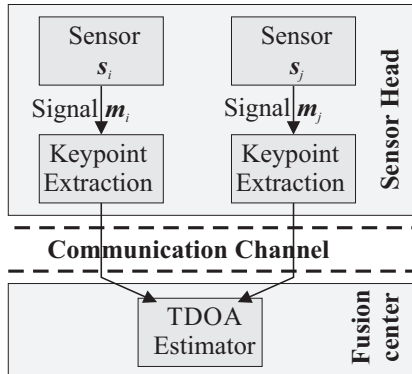 Sensor
s_i
Sensor
s_j
Sensor Head
Signal m_i
Signal m_j
Keypoint
Extraction
Keypoint
Extraction
Communication Channel
TDOA
Estimator
Fusion
center